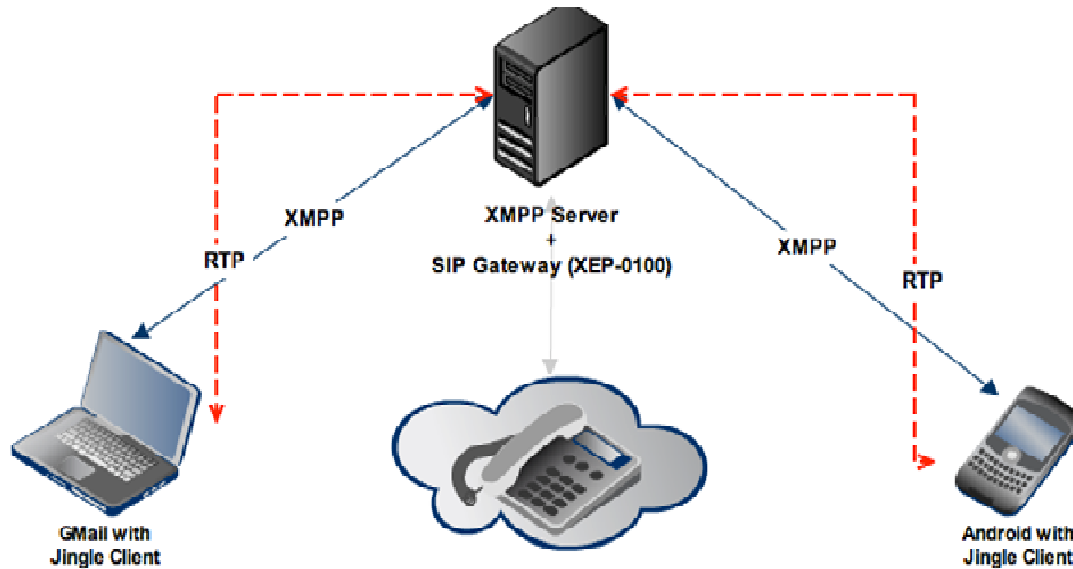 XMPP Server
+
SIP Gateway (XEP-0100)
XMPP
RTP
XMPP
RTP
GMail with
Jingle Client
Android with
Jingle Client